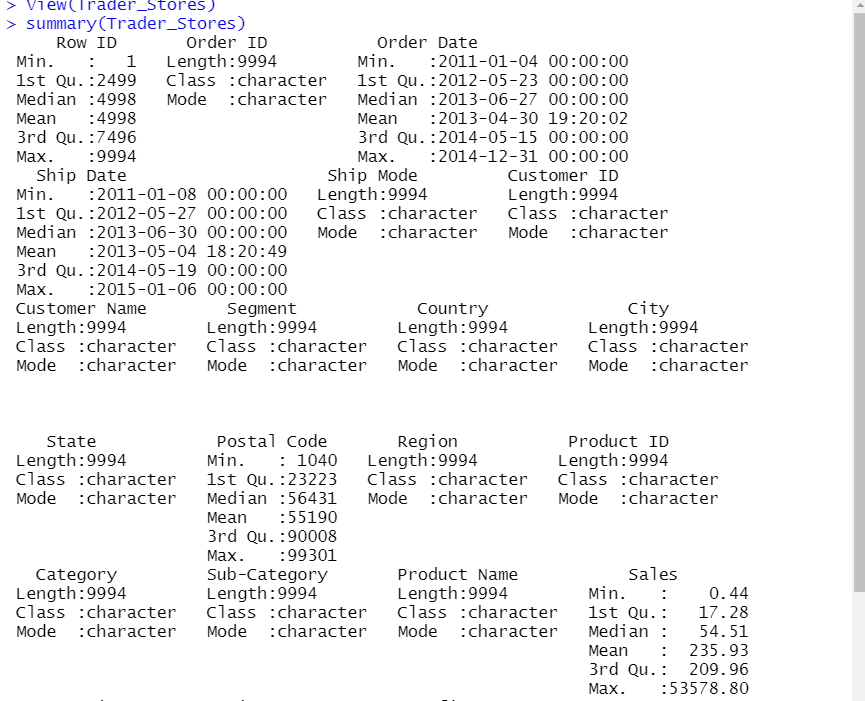 > View(Trader_Stores)
> summary(Trader_Stores)
     Row ID       Order ID           Order Date
 Min.   :   1   Length:9994        Min.   :2011-01-04 00:00:00
 1st Qu.:2499   Class :character   1st Qu.:2012-05-23 00:00:00
 Median :4998   Mode  :character   Median :2013-06-27 00:00:00
 Mean   :4998                      Mean   :2013-04-30 19:20:02
 3rd Qu.:7496                      3rd Qu.:2014-05-15 00:00:00
 Max.   :9994                      Max.   :2014-12-31 00:00:00
   Ship Date                    Ship Mode         Customer ID
 Min.   :2011-01-08 00:00:00   Length:9994        Length:9994
 1st Qu.:2012-05-27 00:00:00   Class :character   Class :character
 Median :2013-06-30 00:00:00   Mode  :character   Mode  :character
 Mean   :2013-05-04 18:20:49
 3rd Qu.:2014-05-19 00:00:00
 Max.   :2015-01-06 00:00:00
 Customer Name        Segment            Country              City
 Length:9994        Length:9994        Length:9994        Length:9994
 Class :character   Class :character   Class :character   Class :character
 Mode  :character   Mode  :character   Mode  :character   Mode  :character
    State            Postal Code       Region           Product ID
 Length:9994        Min.   : 1040   Length:9994        Length:9994
 Class :character   1st Qu.:23223   Class :character   Class :character
 Mode  :character   Median :56431   Mode  :character   Mode  :character
                    Mean   :55190
                    3rd Qu.:90008
                    Max.   :99301
   Category         Sub-Category       Product Name           Sales
 Length:9994        Length:9994        Length:9994        Min.   :    0.44
 Class :character   Class :character   Class :character   1st Qu.:   17.28
 Mode  :character   Mode  :character   Mode  :character   Median :   54.51
                                                          Mean   :  235.93
                                                          3rd Qu.:  209.96
                                                          Max.   :53578.80